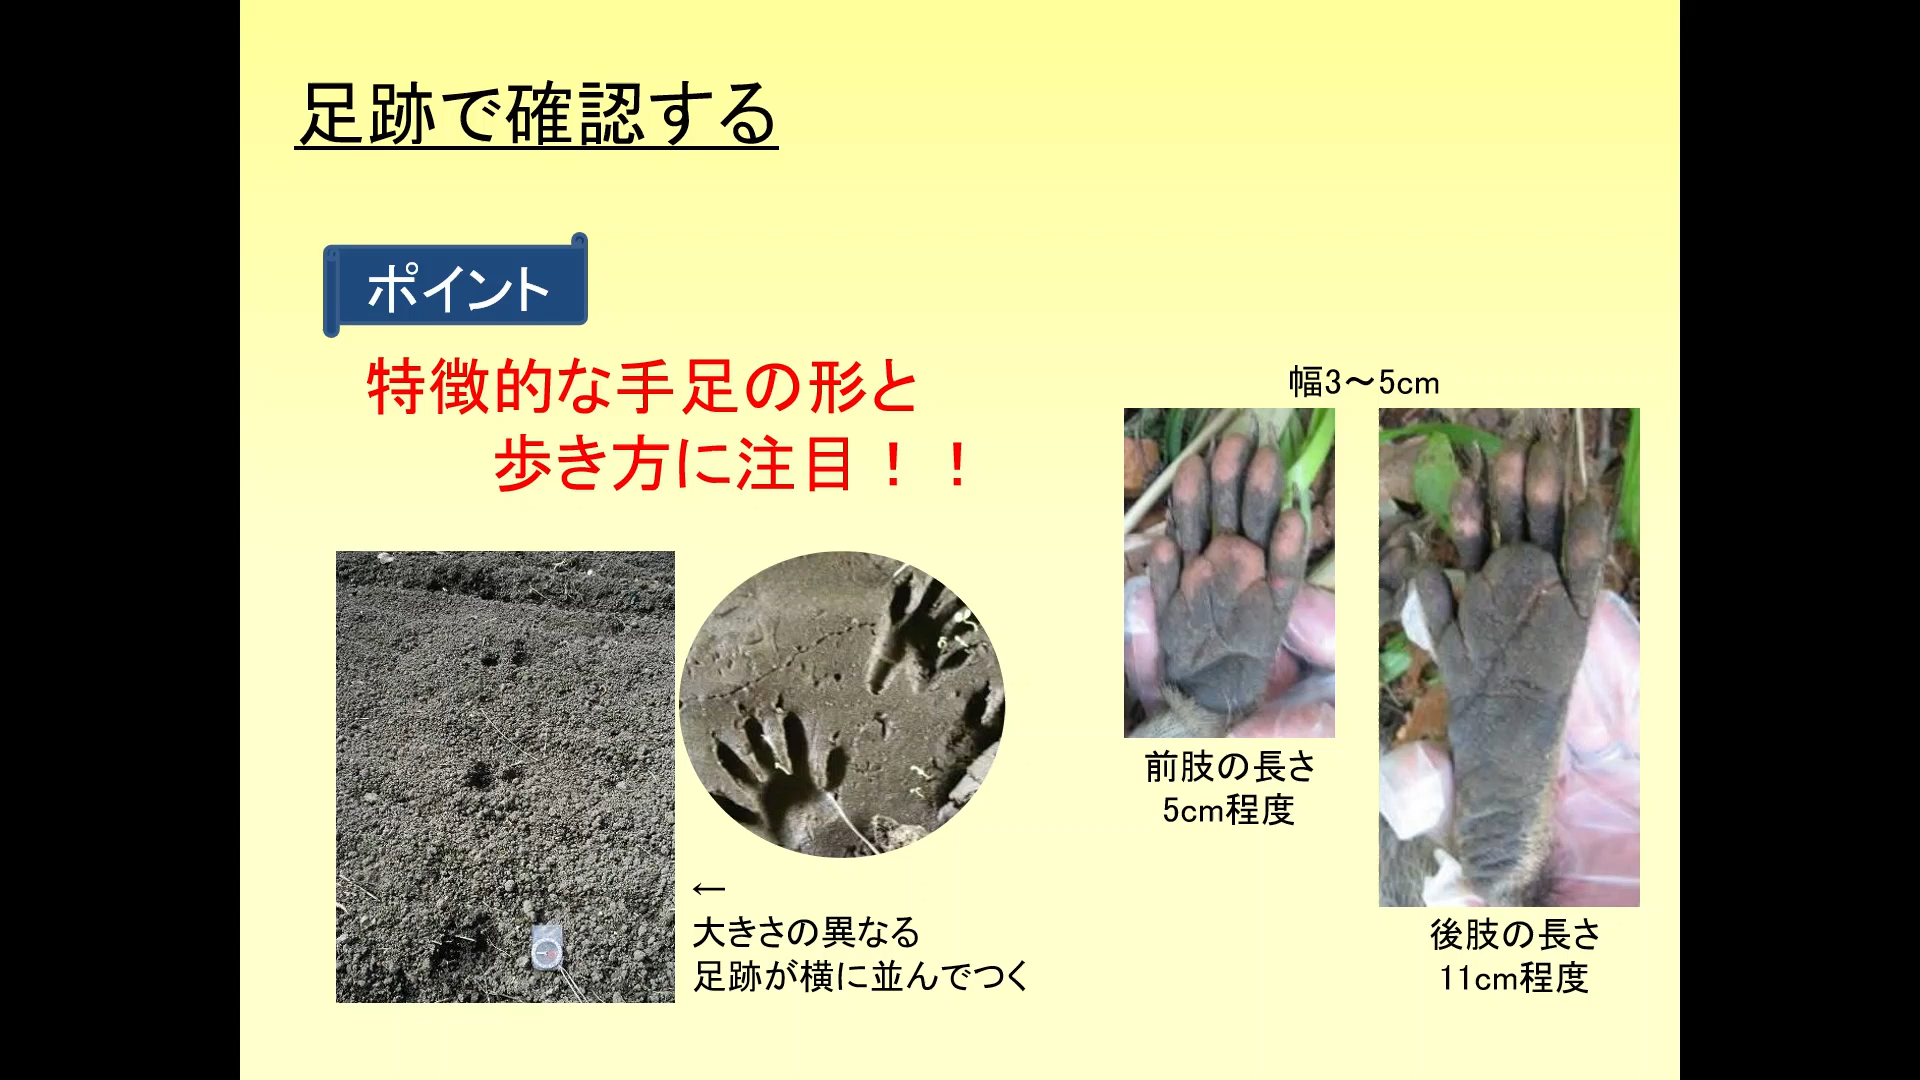 足跡で確認する
ポイント
特徴的な手足の形と
歩き方に注目！！
幅3～5cm
前肢の長さ
5cm程度
後肢の長さ
11cm程度
←
大きさの異なる
足跡が横に並んでつく